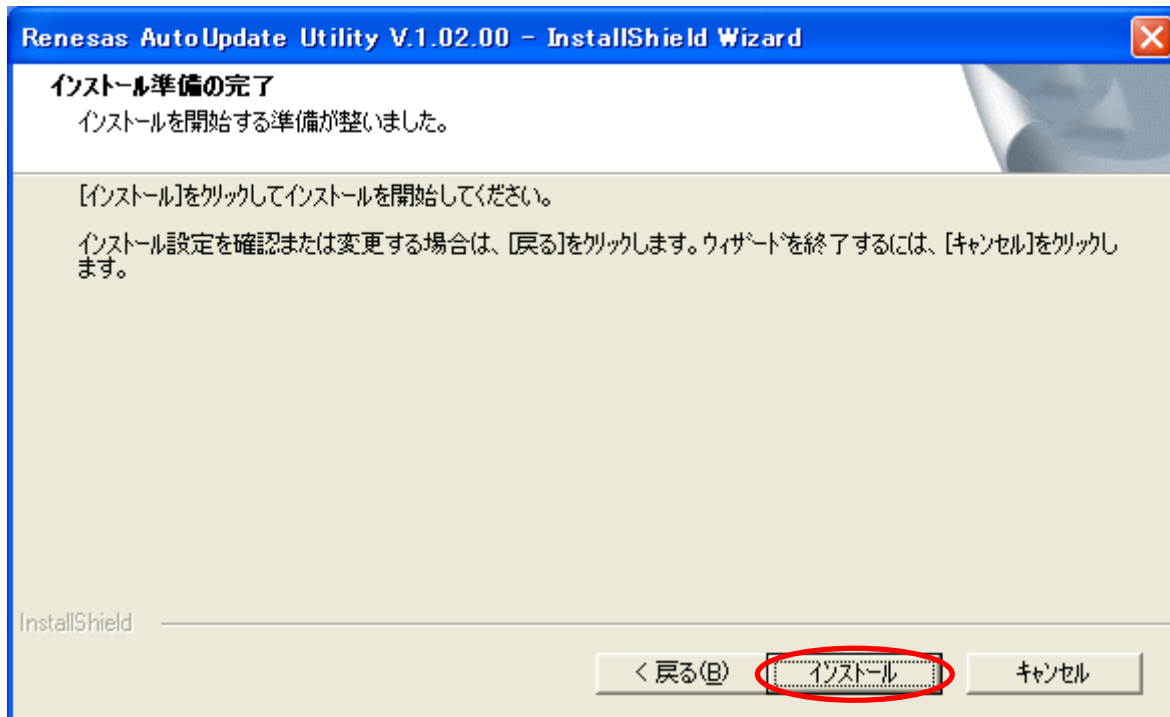 Renesas AutoUpdate Utility V.1.02.00 - InstallShield Wizard
インストール準備の完了
インストールを開始する準備が整いました。
[インストール]をクリックしてインストールを開始してください。
インストール設定を確認または変更する場合は、[戻る]をクリックします。ウィザードを終了するには、[キャンセル]をクリックし
ます。
InstallShield
< 戻る(B) インストール キャンセル